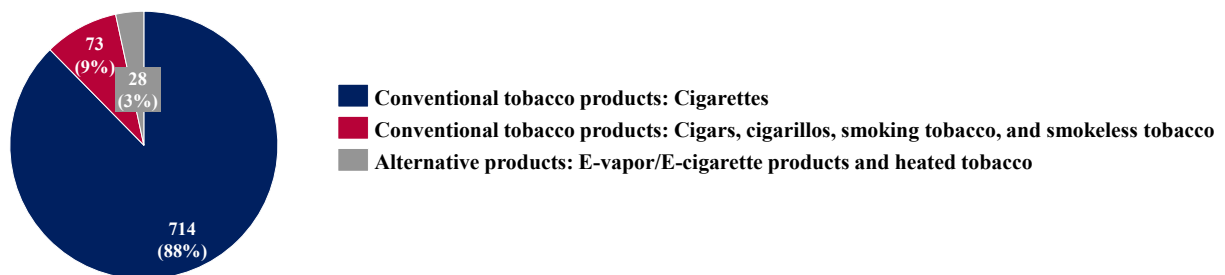 73
(9%)
28
(3%)
714
(88%)
Conventional tobacco products: Cigarettes
Conventional tobacco products: Cigars, cigarillos, smoking tobacco, and smokeless tobacco
Alternative products: E-vapor/E-cigarette products and heated tobacco